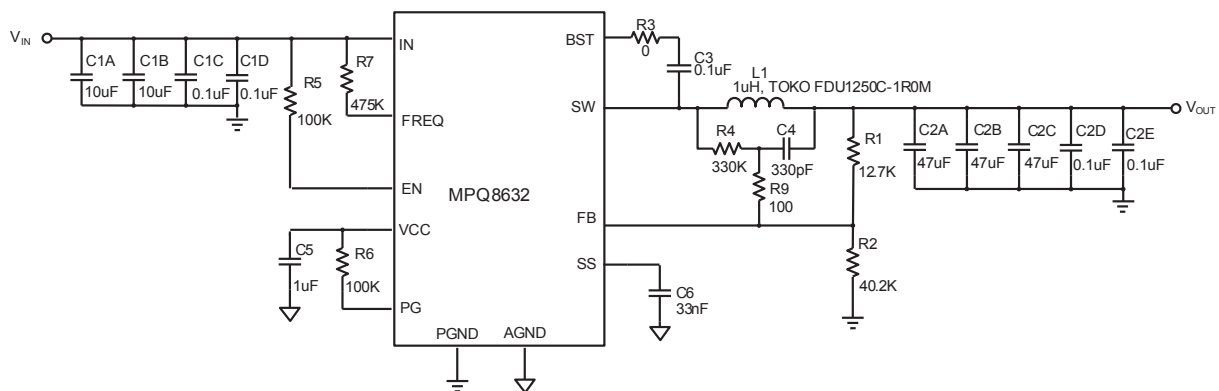 V_IN
C1A
10uF
C1B
10uF
C1C
0.1uF
C1D
0.1uF
R5
100K
R7
475K
IN
FREQ
EN
VCC
PG
C5
1uF
R6
100K
MPQ8632
PGND
AGND
BST
SW
FB
SS
R3
0
C3
0.1uF
L1
1uH, TOKO FDU1250C-1R0M
R4
330K
C4
330pF
R9
100
R1
12.7K
R2
40.2K
C6
33nF
C2A
47uF
C2B
47uF
C2C
47uF
C2D
0.1uF
C2E
0.1uF
V_OUT